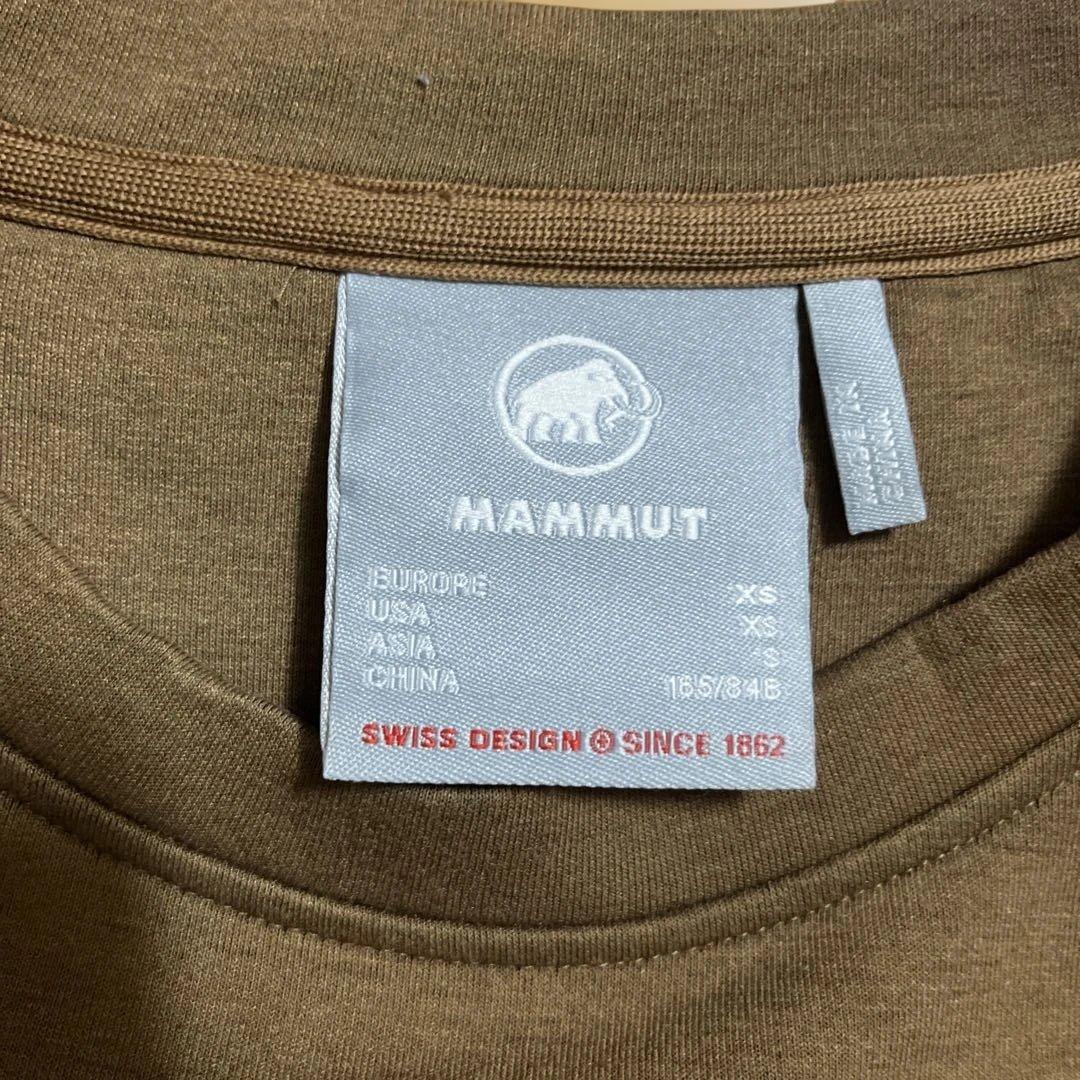 MAMMUT
EUROPE XS
USA XS
ASIA S
CHINA 165/84B
SWISS DESIGN SINCE 1862
MADE IN
CHINA